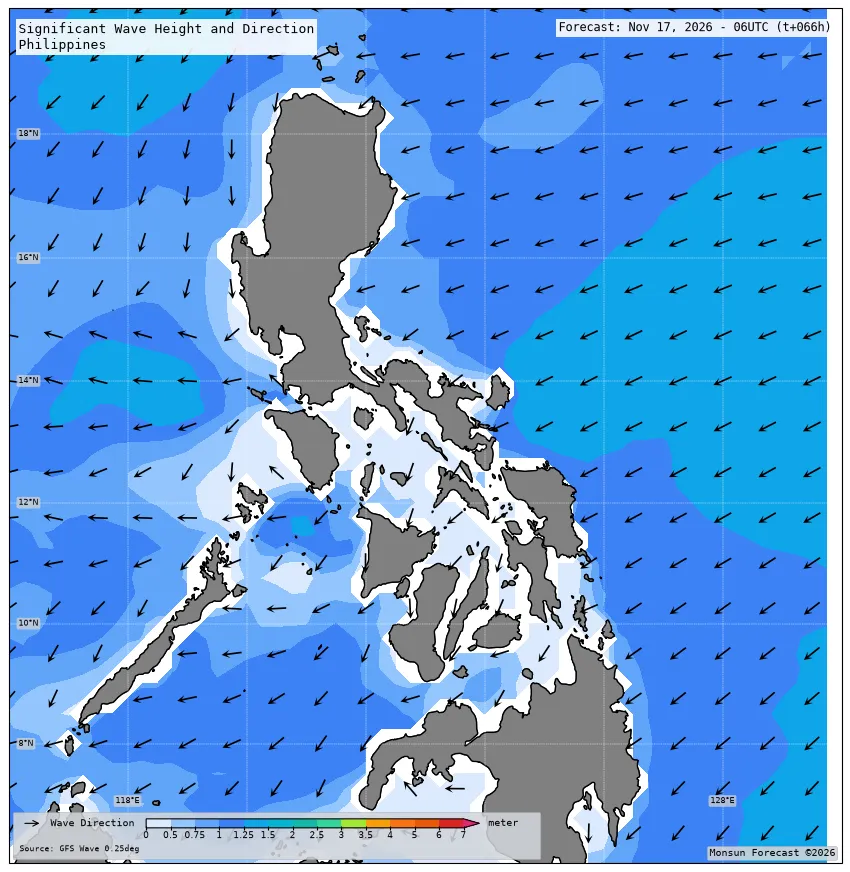 Significant Wave Height and Direction
Philippines
Forecast: Nov 17, 2026 - 06UTC (t+066h)
18°N
16°N
14°N
12°N
10°N
8°N
118°E
128°E
Wave Direction
0 0.5 0.75 1 1.25 1.5 2 2.5 3 3.5 4 5 6 7
meter
Source: GFS Wave 0.25deg
Monsun Forecast ©2026